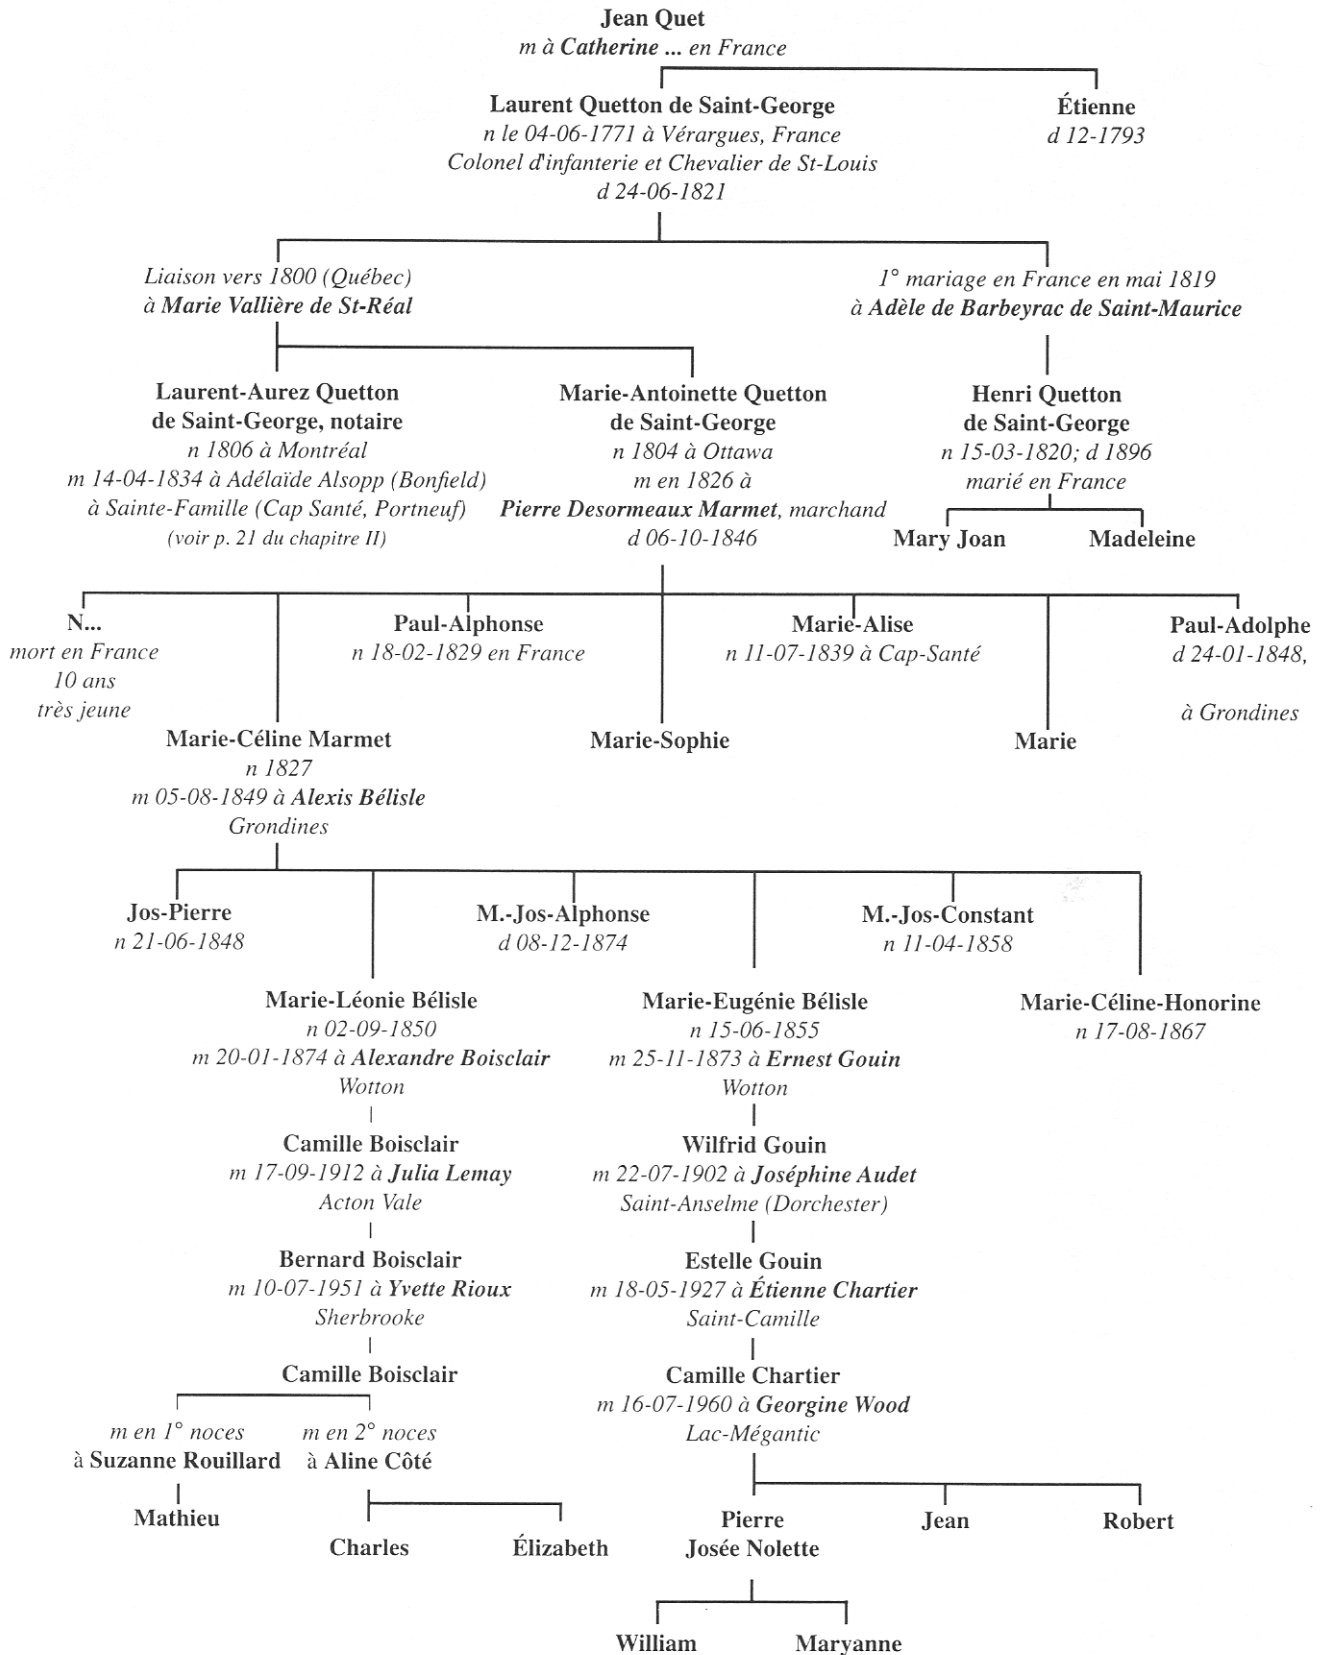 Jean Quet
m à Catherine ... en France
Laurent Quetton de Saint-George
n le 04-06-1771 à Vérargues, France
Colonel d'infanterie et Chevalier de St-Louis
d 24-06-1821
Étienne
d 12-1793
Liaison vers 1800 (Québec)
à Marie Vallière de St-Réal
1° mariage en France en mai 1819
à Adèle de Barbeyrac de Saint-Maurice
Laurent-Aurez Quetton
de Saint-George, notaire
n 1806 à Montréal
m 14-04-1834 à Adélaïde Alsopp (Bonfield)
à Sainte-Famille (Cap Santé, Portneuf)
(voir p. 21 du chapitre II)
Marie-Antoinette Quetton
de Saint-George
n 1804 à Ottawa
m en 1826 à
Pierre Desormeaux Marmet, marchand
d 06-10-1846
Henri Quetton
de Saint-George
n 15-03-1820; d 1896
marié en France
Mary Joan
Madeleine
N...
mort en France
10 ans
très jeune
Paul-Alphonse
n 18-02-1829 en France
Marie-Alise
n 11-07-1839 à Cap-Santé
Paul-Adolphe
d 24-01-1848,
à Grondines
Marie-Céline Marmet
n 1827
m 05-08-1849 à Alexis Bélisle
Grondines
Marie-Sophie
Marie
Jos-Pierre
n 21-06-1848
M.-Jos-Alphonse
d 08-12-1874
M.-Jos-Constant
n 11-04-1858
Marie-Léonie Bélisle
n 02-09-1850
m 20-01-1874 à Alexandre Boisclair
Wotton
Marie-Eugénie Bélisle
n 15-06-1855
m 25-11-1873 à Ernest Gouin
Wotton
Marie-Céline-Honorine
n 17-08-1867
Camille Boisclair
m 17-09-1912 à Julia Lemay
Acton Vale
Wilfrid Gouin
m 22-07-1902 à Joséphine Audet
Saint-Anselme (Dorchester)
Bernard Boisclair
m 10-07-1951 à Yvette Rioux
Sherbrooke
Estelle Gouin
m 18-05-1927 à Étienne Chartier
Saint-Camille
Camille Boisclair
Camille Chartier
m 16-07-1960 à Georgine Wood
Lac-Mégantic
m en 1° noces
à Suzanne Rouillard
m en 2° noces
à Aline Côté
Mathieu
Charles
Élizabeth
Pierre
Josée Nolette
Jean
Robert
William
Maryanne